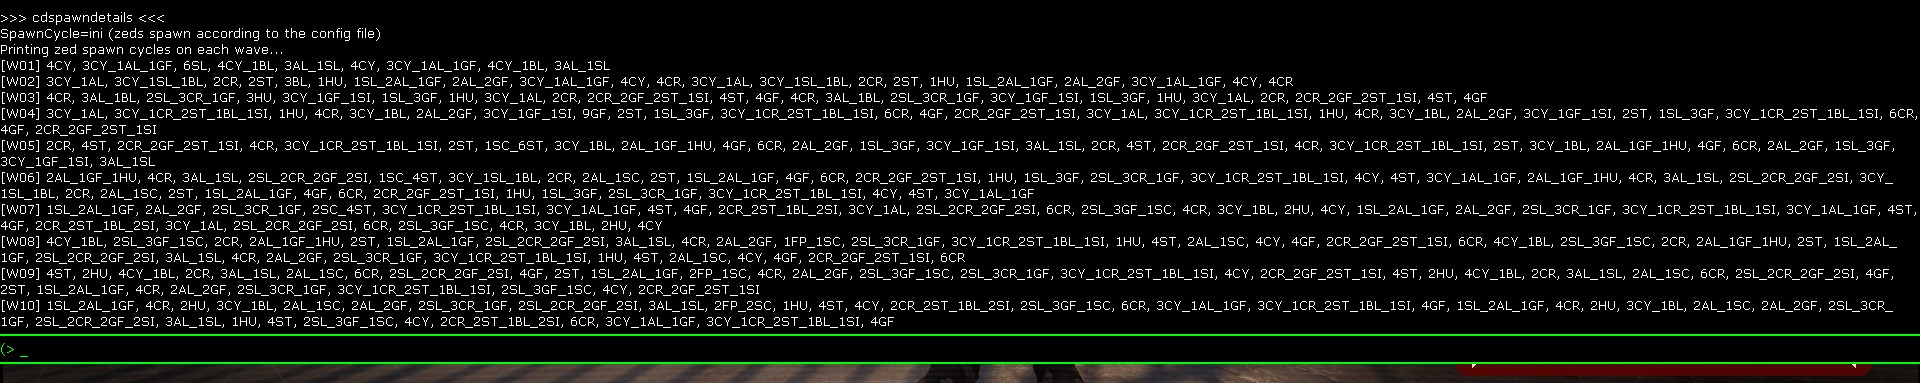 >>> cdspawndetails <<<
SpawnCycle=ini (zeds spawn according to the config file)
Printing zed spawn cycles on each wave...
[W01] 4CY, 3CY_1AL_1GF, 6SL, 4CY_1BL, 3AL_1SL, 4CY, 3CY_1AL_1GF, 4CY_1BL, 3AL_1SL
[W02] 3CY_1AL, 3CY_1SL_1BL, 2CR, 2ST, 3BL, 1HU, 1SL_2AL_1GF, 2AL_2GF, 3CY_1AL_1GF, 4CY, 4CR, 3CY_1AL, 3CY_1SL_1BL, 2CR, 2ST, 1HU, 1SL_2AL_1GF, 2AL_2GF, 3CY_1AL_1GF, 4CY, 4CR
[W03] 4CR, 3AL_1BL, 2SL_3CR_1GF, 3HU, 3CY_1GF_1SI, 1SL_3GF, 1HU, 3CY_1AL, 2CR, 2CR_2GF_2ST_1SI, 4ST, 4GF, 4CR, 3AL_1BL, 2SL_3CR_1GF, 3CY_1GF_1SI, 1SL_3GF, 1HU, 3CY_1AL, 2CR, 2CR_2GF_2ST_1SI, 4ST, 4GF
[W04] 3CY_1AL, 3CY_1CR_2ST_1BL_1SI, 1HU, 4CR, 3CY_1BL, 2AL_2GF, 3CY_1GF_1SI, 9GF, 2ST, 1SL_3GF, 3CY_1CR_2ST_1BL_1SI, 6CR, 4GF, 2CR_2GF_2ST_1SI, 3CY_1AL, 3CY_1CR_2ST_1BL_1SI, 1HU, 4CR, 3CY_1BL, 2AL_2GF, 3CY_1GF_1SI, 2ST, 1SL_3GF, 3CY_1CR_2ST_1BL_1SI, 6CR,
4GF, 2CR_2GF_2ST_1SI
[W05] 2CR, 4ST, 2CR_2GF_2ST_1SI, 4CR, 3CY_1CR_2ST_1BL_1SI, 2ST, 1SC_6ST, 3CY_1BL, 2AL_1GF_1HU, 4GF, 6CR, 2AL_2GF, 1SL_3GF, 3CY_1GF_1SI, 3AL_1SL, 2CR, 4ST, 2CR_2GF_2ST_1SI, 4CR, 3CY_1CR_2ST_1BL_1SI, 2ST, 3CY_1BL, 2AL_1GF_1HU, 4GF, 6CR, 2AL_2GF, 1SL_3GF,
3CY_1GF_1SI, 3AL_1SL
[W06] 2AL_1GF_1HU, 4CR, 3AL_1SL, 2SL_2CR_2GF_2SI, 1SC_4ST, 3CY_1SL_1BL, 2CR, 2AL_1SC, 2ST, 1SL_2AL_1GF, 4GF, 6CR, 2CR_2GF_2ST_1SI, 1HU, 1SL_3GF, 2SL_3CR_1GF, 3CY_1CR_2ST_1BL_1SI, 4CY, 4ST, 3CY_1AL_1GF, 2AL_1GF_1HU, 4CR, 3AL_1SL, 2SL_2CR_2GF_2SI, 3CY_
1SL_1BL, 2CR, 2AL_1SC, 2ST, 1SL_2AL_1GF, 4GF, 6CR, 2CR_2GF_2ST_1SI, 1HU, 1SL_3GF, 2SL_3CR_1GF, 3CY_1CR_2ST_1BL_1SI, 4CY, 4ST, 3CY_1AL_1GF
[W07] 1SL_2AL_1GF, 2AL_2GF, 2SL_3CR_1GF, 2SC_4ST, 3CY_1CR_2ST_1BL_1SI, 3CY_1AL_1GF, 4ST, 4GF, 2CR_2ST_1BL_2SI, 3CY_1AL, 2SL_2CR_2GF_2SI, 6CR, 2SL_3GF_1SC, 4CR, 3CY_1BL, 2HU, 4CY, 1SL_2AL_1GF, 2AL_2GF, 2SL_3CR_1GF, 3CY_1CR_2ST_1BL_1SI, 3CY_1AL_1GF, 4ST,
4GF, 2CR_2ST_1BL_2SI, 3CY_1AL, 2SL_2CR_2GF_2SI, 6CR, 2SL_3GF_1SC, 4CR, 3CY_1BL, 2HU, 4CY
[W08] 4CY_1BL, 2SL_3GF_1SC, 2CR, 2AL_1GF_1HU, 2ST, 1SL_2AL_1GF, 2SL_2CR_2GF_2SI, 3AL_1SL, 4CR, 2AL_2GF, 1FP_1SC, 2SL_3CR_1GF, 3CY_1CR_2ST_1BL_1SI, 1HU, 4ST, 2AL_1SC, 4CY, 4GF, 2CR_2GF_2ST_1SI, 6CR, 4CY_1BL, 2SL_3GF_1SC, 2CR, 2AL_1GF_1HU, 2ST, 1SL_2AL_
1GF, 2SL_2CR_2GF_2SI, 3AL_1SL, 4CR, 2AL_2GF, 2SL_3CR_1GF, 3CY_1CR_2ST_1BL_1SI, 1HU, 4ST, 2AL_1SC, 4CY, 4GF, 2CR_2GF_2ST_1SI, 6CR
[W09] 4ST, 2HU, 4CY_1BL, 2CR, 3AL_1SL, 2AL_1SC, 6CR, 2SL_2CR_2GF_2SI, 4GF, 2ST, 1SL_2AL_1GF, 2FP_1SC, 4CR, 2AL_2GF, 2SL_3GF_1SC, 2SL_3CR_1GF, 3CY_1CR_2ST_1BL_1SI, 4CY, 2CR_2GF_2ST_1SI, 4ST, 2HU, 4CY_1BL, 2CR, 3AL_1SL, 2AL_1SC, 6CR, 2SL_2CR_2GF_2SI, 4GF,
2ST, 1SL_2AL_1GF, 4CR, 2AL_2GF, 2SL_3CR_1GF, 3CY_1CR_2ST_1BL_1SI, 2SL_3GF_1SC, 4CY, 2CR_2GF_2ST_1SI
[W10] 1SL_2AL_1GF, 4CR, 2HU, 3CY_1BL, 2AL_1SC, 2AL_2GF, 2SL_3CR_1GF, 2SL_2CR_2GF_2SI, 3AL_1SL, 2FP_2SC, 1HU, 4ST, 4CY, 2CR_2ST_1BL_2SI, 2SL_3GF_1SC, 6CR, 3CY_1AL_1GF, 3CY_1CR_2ST_1BL_1SI, 4GF, 1SL_2AL_1GF, 4CR, 2HU, 3CY_1BL, 2AL_1SC, 2AL_2GF, 2SL_3CR_
1GF, 2SL_2CR_2GF_2SI, 3AL_1SL, 1HU, 4ST, 2SL_3GF_1SC, 4CY, 2CR_2ST_1BL_2SI, 6CR, 3CY_1AL_1GF, 3CY_1CR_2ST_1BL_1SI, 4GF
(> _